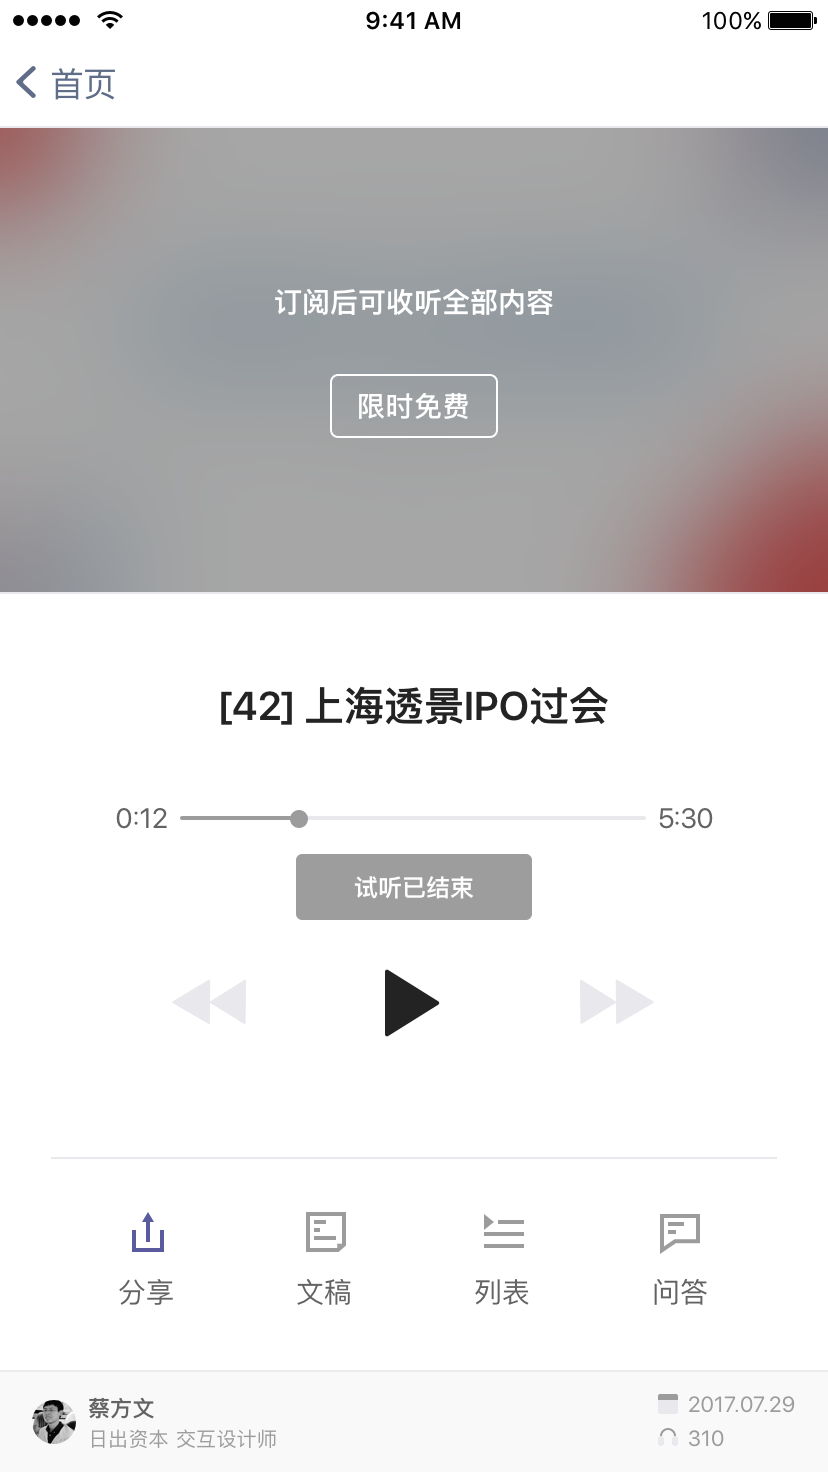 9:41 AM 100%
首页
订阅后可收听全部内容
限时免费
[42] 上海透景IPO过会
0:12 5:30
试听已结束
分享 文稿 列表 问答
蔡方文 2017.07.29
日出资本 交互设计师 310